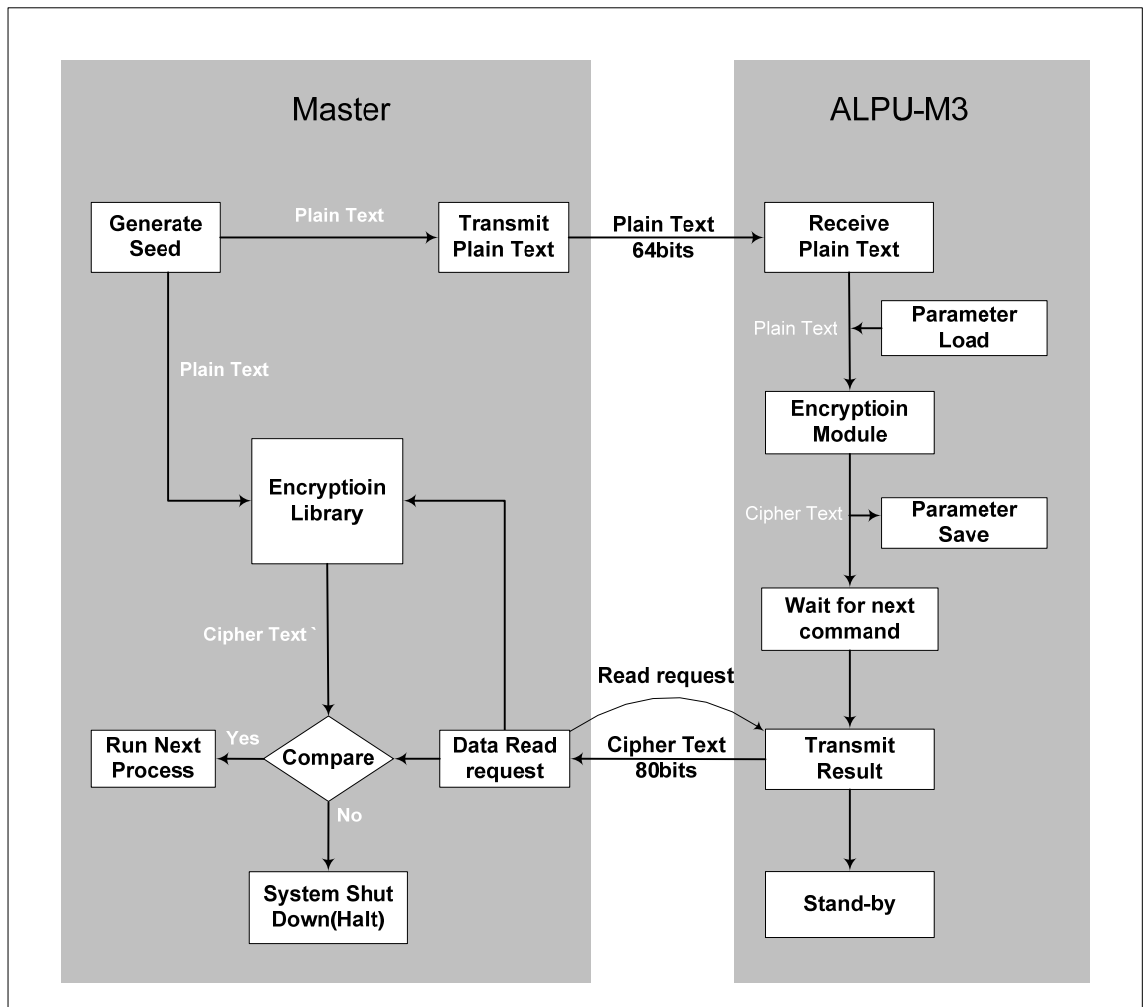 Master
ALPU-M3
Generate
Seed
Plain Text
Transmit
Plain Text
Plain Text
64bits
Receive
Plain Text
Plain Text
Parameter
Load
Plain Text
Encryptioin
Module
Encryptioin
Library
Cipher Text
Parameter
Save
Wait for next
command
Cipher Text `
Read request
Run Next
Process
Yes
Compare
Data Read
request
Cipher Text
80bits
Transmit
Result
No
System Shut
Down(Halt)
Stand-by